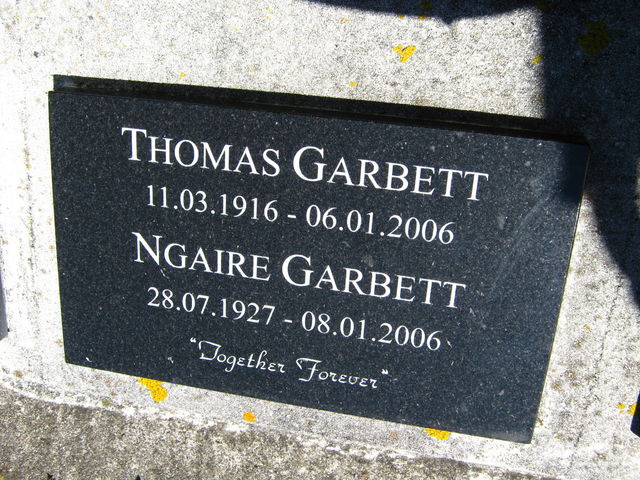 THOMAS GARBETT
11.03.1916 - 06.01.2006
NGAIRE GARBETT
28.07.1927 - 08.01.2006
"Together Forever"